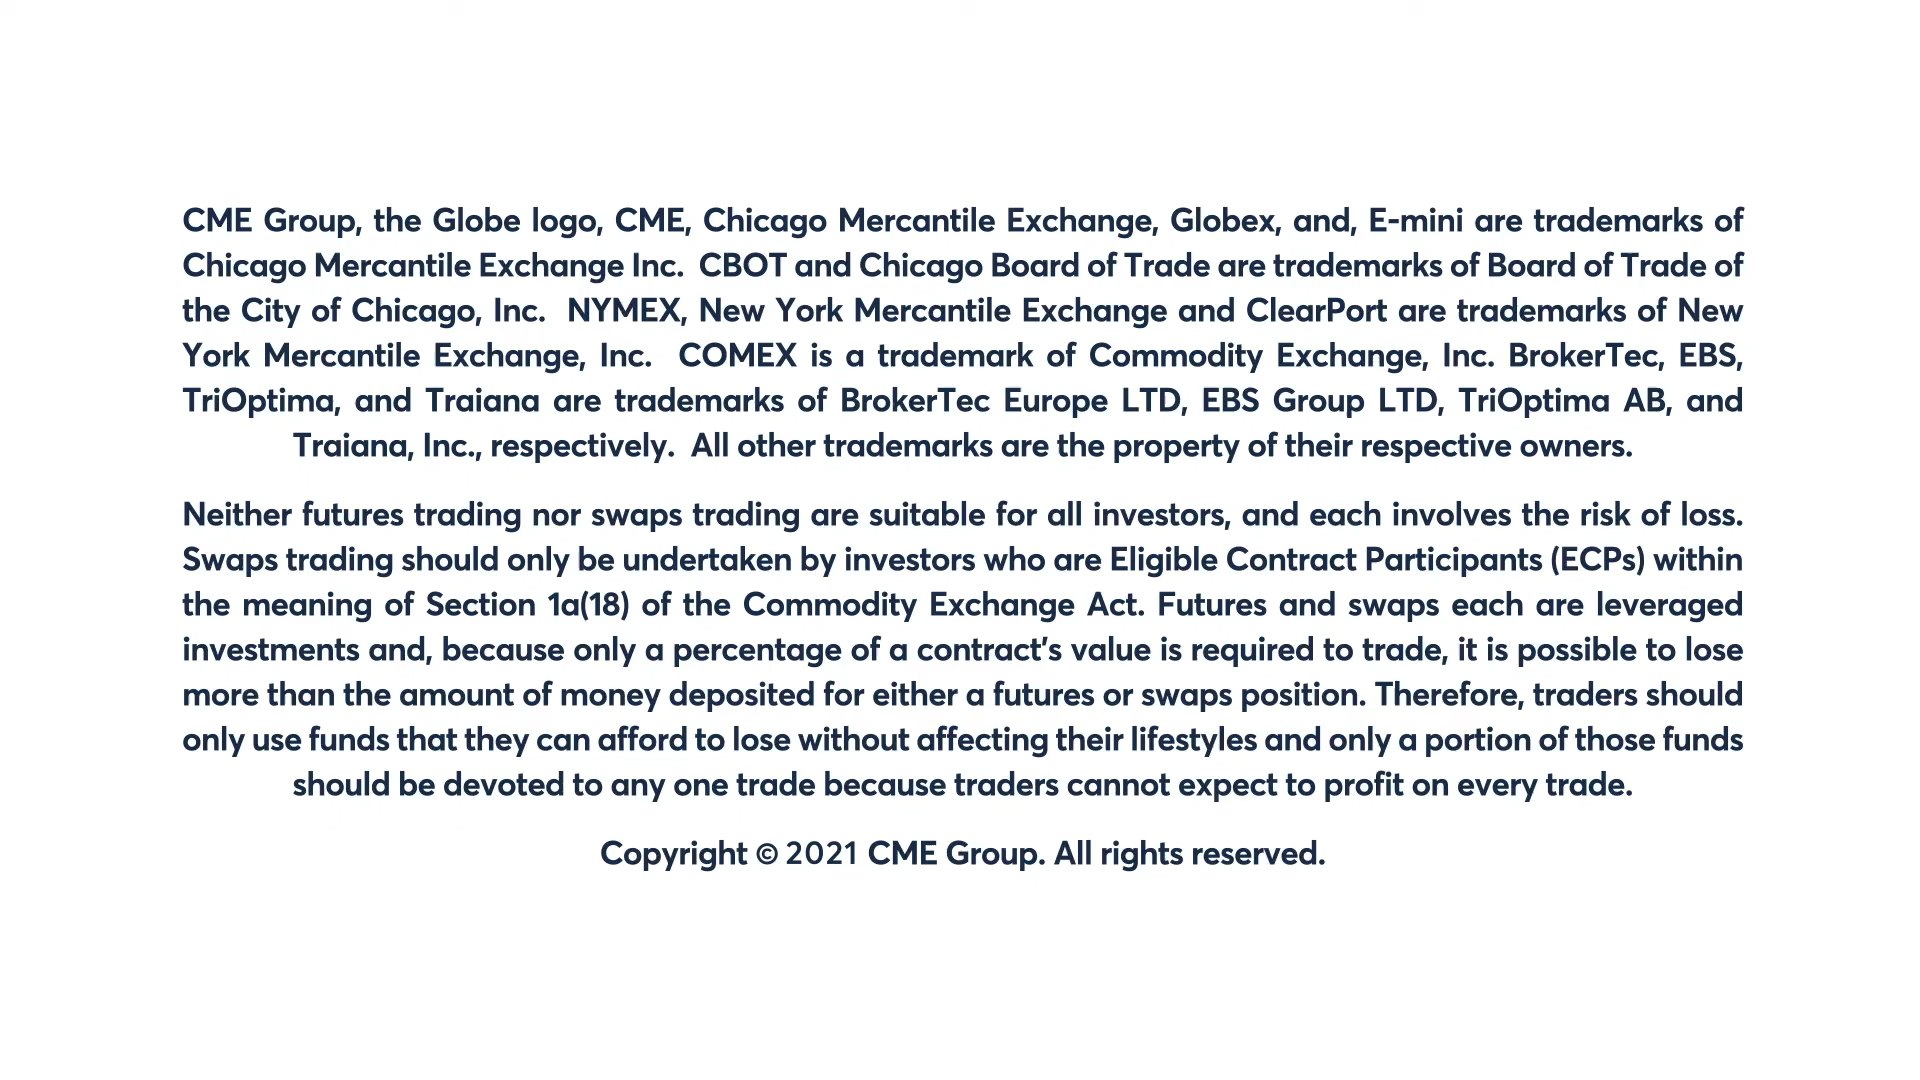 CME Group, the Globe logo, CME, Chicago Mercantile Exchange, Globex, and, E-mini are trademarks of
Chicago Mercantile Exchange Inc.  CBOT and Chicago Board of Trade are trademarks of Board of Trade of
the City of Chicago, Inc.  NYMEX, New York Mercantile Exchange and ClearPort are trademarks of New
York Mercantile Exchange, Inc.  COMEX is a trademark of Commodity Exchange, Inc. BrokerTec, EBS,
TriOptima, and Traiana are trademarks of BrokerTec Europe LTD, EBS Group LTD, TriOptima AB, and
Traiana, Inc., respectively.  All other trademarks are the property of their respective owners.
Neither futures trading nor swaps trading are suitable for all investors, and each involves the risk of loss.
Swaps trading should only be undertaken by investors who are Eligible Contract Participants (ECPs) within
the meaning of Section 1a(18) of the Commodity Exchange Act. Futures and swaps each are leveraged
investments and, because only a percentage of a contract's value is required to trade, it is possible to lose
more than the amount of money deposited for either a futures or swaps position. Therefore, traders should
only use funds that they can afford to lose without affecting their lifestyles and only a portion of those funds
should be devoted to any one trade because traders cannot expect to profit on every trade.
Copyright © 2021 CME Group. All rights reserved.